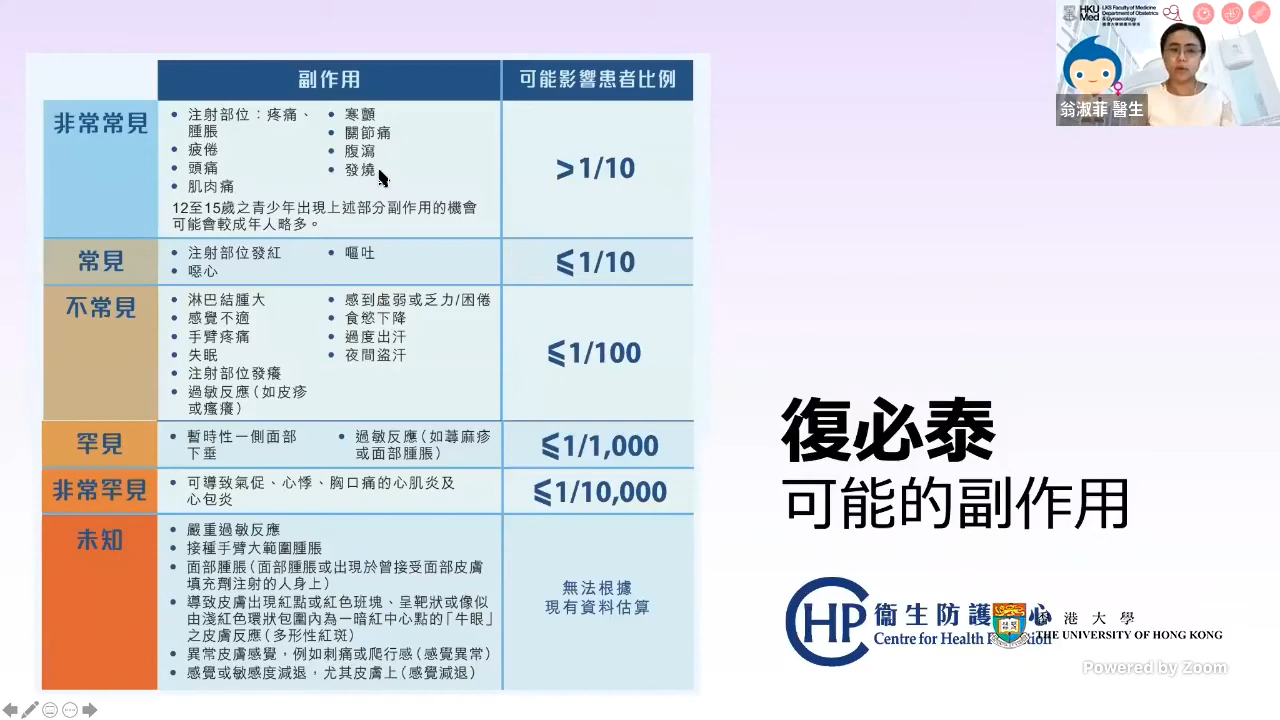 副作用
可能影響患者比例
非常常見
注射部位：疼痛、
腫脹
疲倦
頭痛
肌肉痛
寒顫
關節痛
腹瀉
發燒
12至15歲之青少年出現上述部分副作用的機會
可能會較成年人略多。
>1/10
常見
注射部位發紅
噁心
嘔吐
⩽1/10
不常見
淋巴結腫大
感覺不適
手臂疼痛
失眠
注射部位發癢
過敏反應（如皮疹
或瘙癢）
感到虛弱或乏力/困倦
食慾下降
過度出汗
夜間盜汗
⩽1/100
罕見
暫時性一側面部
下垂
過敏反應（如蕁麻疹
或面部腫脹）
⩽1/1,000
非常罕見
可導致氣促、心悸、胸口痛的心肌炎及
心包炎
⩽1/10,000
未知
嚴重過敏反應
接種手臂大範圍腫脹
面部腫脹（面部腫脹或出現於曾接受面部皮膚
填充劑注射的人身上）
導致皮膚出現紅點或紅色斑塊、呈靶狀或像似
由淺紅色環狀包圍內為一暗紅中心點的「牛眼」
之皮膚反應（多形性紅斑）
異常皮膚感覺，例如刺痛或爬行感（感覺異常）
感覺或敏感度減退，尤其皮膚上（感覺減退）
無法根據
現有資料估算
HKU
Med
LKS Faculty of Medicine
Department of Obstetrics
& Gynaecology
翁淑菲 醫生
復必泰
可能的副作用
CHP
衞生防護 心
Centre for Health
香港大學
THE UNIVERSITY OF HONG KONG
Powered by Zoom